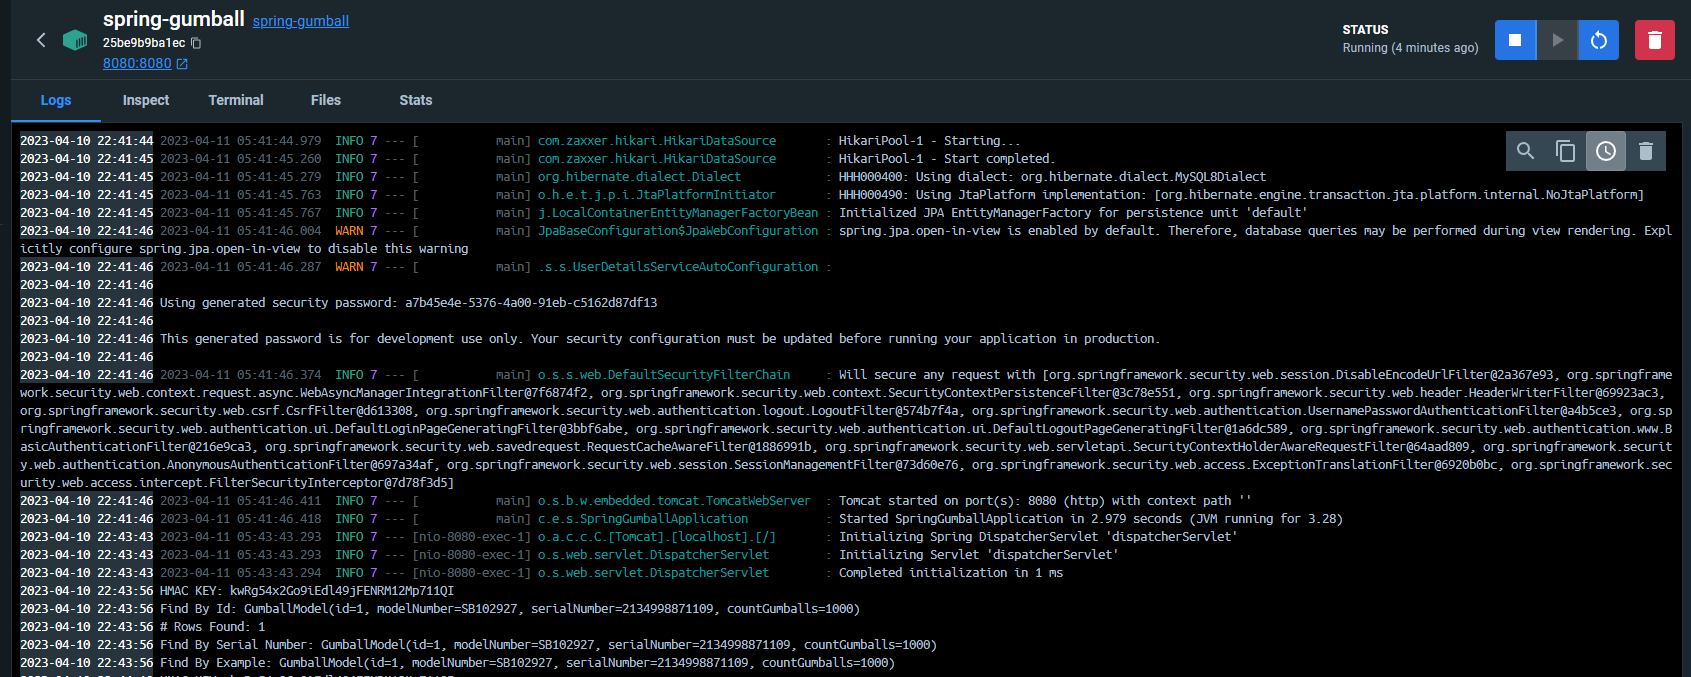 spring-gumball spring-gumball
25be9b9ba1ec
8080:8080
STATUS
Running (4 minutes ago)
Logs Inspect Terminal Files Stats
2023-04-10 22:41:44 2023-04-11 05:41:44.979 INFO 7 --- [ main] com.zaxxer.hikari.HikariDataSource : HikariPool-1 - Starting...
2023-04-10 22:41:45 2023-04-11 05:41:45.260 INFO 7 --- [ main] com.zaxxer.hikari.HikariDataSource : HikariPool-1 - Start completed.
2023-04-10 22:41:45 2023-04-11 05:41:45.279 INFO 7 --- [ main] org.hibernate.dialect.Dialect : HHH000400: Using dialect: org.hibernate.dialect.MySQL8Dialect
2023-04-10 22:41:45 2023-04-11 05:41:45.763 INFO 7 --- [ main] o.h.e.t.j.p.i.JtaPlatformInitiator : HHH000490: Using JtaPlatform implementation: [org.hibernate.engine.transaction.jta.platform.internal.NoJtaPlatform]
2023-04-10 22:41:45 2023-04-11 05:41:45.767 INFO 7 --- [ main] j.LocalContainerEntityManagerFactoryBean : Initialized JPA EntityManagerFactory for persistence unit 'default'
2023-04-10 22:41:46 2023-04-11 05:41:46.004 WARN 7 --- [ main] JpaBaseConfiguration$JpaWebConfiguration : spring.jpa.open-in-view is enabled by default. Therefore, database queries may be performed during view rendering. Expl
icitly configure spring.jpa.open-in-view to disable this warning
2023-04-10 22:41:46 2023-04-11 05:41:46.287 WARN 7 --- [ main] .s.s.UserDetailsServiceAutoConfiguration :
2023-04-10 22:41:46
2023-04-10 22:41:46 Using generated security password: a7b45e4e-5376-4a00-91eb-c5162d87df13
2023-04-10 22:41:46
2023-04-10 22:41:46 This generated password is for development use only. Your security configuration must be updated before running your application in production.
2023-04-10 22:41:46
2023-04-10 22:41:46 2023-04-11 05:41:46.374 INFO 7 --- [ main] o.s.s.web.DefaultSecurityFilterChain : Will secure any request with [org.springframework.security.web.session.DisableEncodeUrlFilter@2a367e93, org.springframe
work.security.web.context.request.async.WebAsyncManagerIntegrationFilter@7f6874f2, org.springframework.security.web.context.SecurityContextPersistenceFilter@3c78e551, org.springframework.security.web.header.HeaderWriterFilter@69923ac3,
org.springframework.security.web.csrf.CsrfFilter@d613308, org.springframework.security.web.authentication.logout.LogoutFilter@574b7f4a, org.springframework.security.web.authentication.UsernamePasswordAuthenticationFilter@a4b5ce3, org.sp
ringframework.security.web.authentication.ui.DefaultLoginPageGeneratingFilter@3bbf6abe, org.springframework.security.web.authentication.ui.DefaultLogoutPageGeneratingFilter@1a6dc589, org.springframework.security.web.authentication.www.B
asicAuthenticationFilter@216e9ca3, org.springframework.security.web.savedrequest.RequestCacheAwareFilter@1886991b, org.springframework.security.web.servletapi.SecurityContextHolderAwareRequestFilter@64aad809, org.springframework.securit
y.web.authentication.AnonymousAuthenticationFilter@697a34af, org.springframework.security.web.session.SessionManagementFilter@73d60e76, org.springframework.security.web.access.ExceptionTranslationFilter@6920b0bc, org.springframework.sec
urity.web.access.intercept.FilterSecurityInterceptor@7d78f3d5]
2023-04-10 22:41:46 2023-04-11 05:41:46.411 INFO 7 --- [ main] o.s.b.w.embedded.tomcat.TomcatWebServer : Tomcat started on port(s): 8080 (http) with context path ''
2023-04-10 22:41:46 2023-04-11 05:41:46.418 INFO 7 --- [ main] c.e.s.SpringGumballApplication : Started SpringGumballApplication in 2.979 seconds (JVM running for 3.28)
2023-04-10 22:43:43 2023-04-11 05:43:43.293 INFO 7 --- [nio-8080-exec-1] o.a.c.c.C.[Tomcat].[localhost].[/] : Initializing Spring DispatcherServlet 'dispatcherServlet'
2023-04-10 22:43:43 2023-04-11 05:43:43.293 INFO 7 --- [nio-8080-exec-1] o.s.web.servlet.DispatcherServlet : Initializing Servlet 'dispatcherServlet'
2023-04-10 22:43:43 2023-04-11 05:43:43.294 INFO 7 --- [nio-8080-exec-1] o.s.web.servlet.DispatcherServlet : Completed initialization in 1 ms
2023-04-10 22:43:56 HMAC KEY: kwRg54x2Go9iEdl49jFENRM12Mp711QI
2023-04-10 22:43:56 Find By Id: GumballModel(id=1, modelNumber=SB102927, serialNumber=2134998871109, countGumballs=1000)
2023-04-10 22:43:56 # Rows Found: 1
2023-04-10 22:43:56 Find By Serial Number: GumballModel(id=1, modelNumber=SB102927, serialNumber=2134998871109, countGumballs=1000)
2023-04-10 22:43:56 Find By Example: GumballModel(id=1, modelNumber=SB102927, serialNumber=2134998871109, countGumballs=1000)